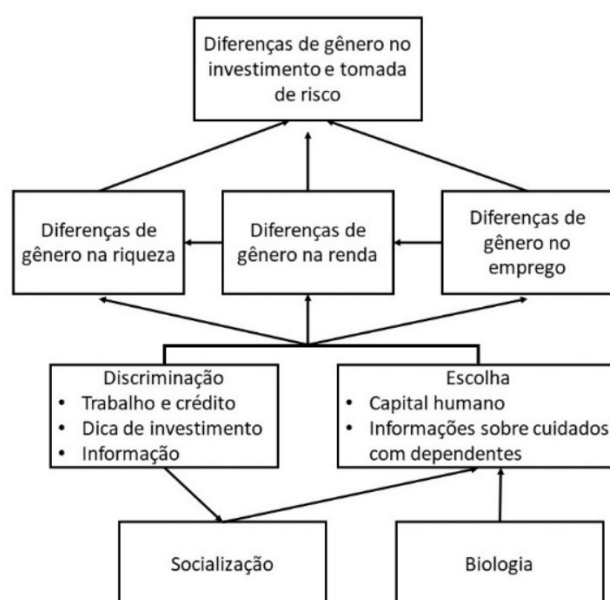 Diferenças de gênero no
investimento e tomada
de risco
Diferenças de
gênero na riqueza
Diferenças de
gênero na renda
Diferenças de
gênero no
emprego
Discriminação
• Trabalho e crédito
• Dica de investimento
• Informação
Escolha
• Capital humano
• Informações sobre cuidados
com dependentes
Socialização
Biologia